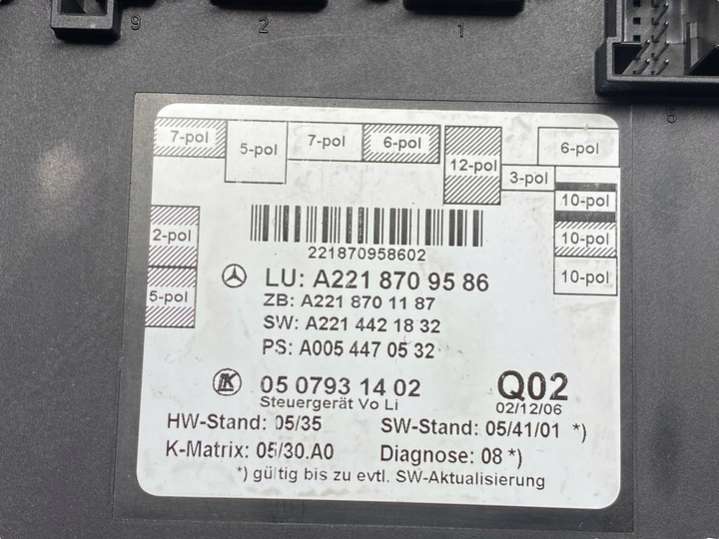 9 2 1
7-pol 5-pol 7-pol 6-pol 12-pol 3-pol 6-pol
10-pol
2-pol
10-pol
5-pol
10-pol
221870958602
LU: A221 870 95 86
ZB: A221 870 11 87
SW: A221 442 18 32
PS: A005 447 05 32
05 0793 14 02 Q02
Steuergerät Vo Li 02/12/06
HW-Stand: 05/35 SW-Stand: 05/41/01 *)
K-Matrix: 05/30.A0 Diagnose: 08 *)
*) gültig bis zu evtl. SW-Aktualisierung